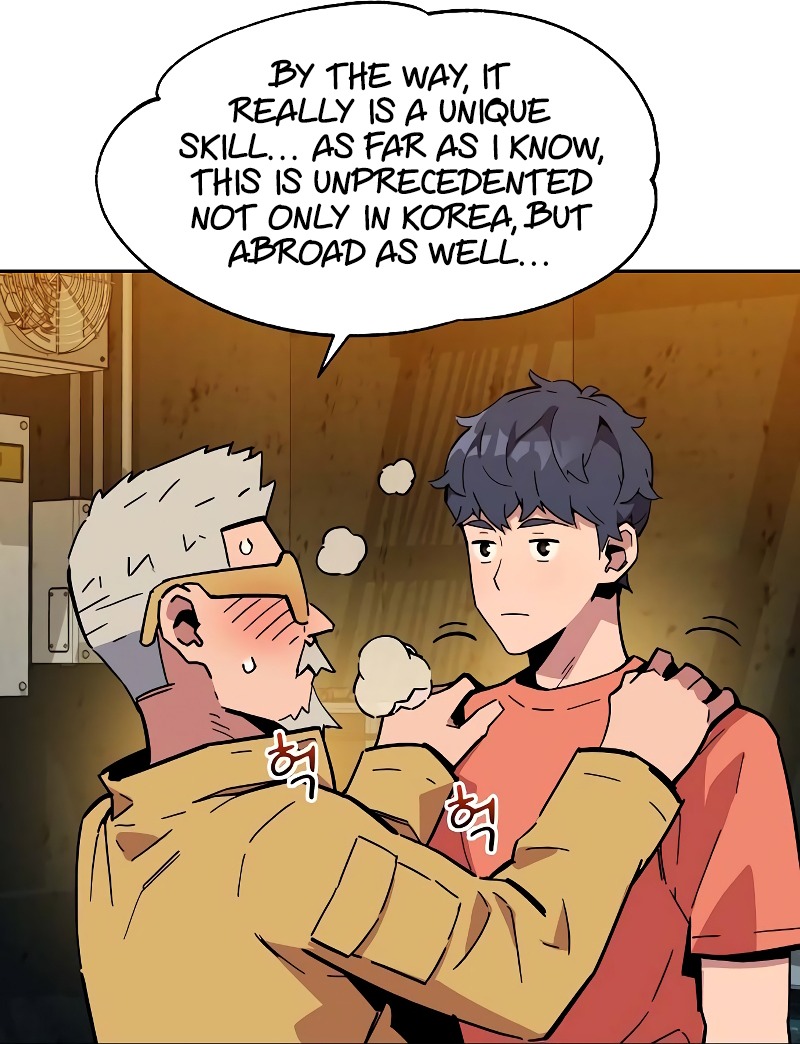 BY THE WAY, IT
REALLY IS A UNIQUE
SKILL... AS FAR AS I KNOW,
THIS IS UNPRECEDENTED
NOT ONLY IN KOREA, BUT
ABROAD AS WELL...
헉
헉